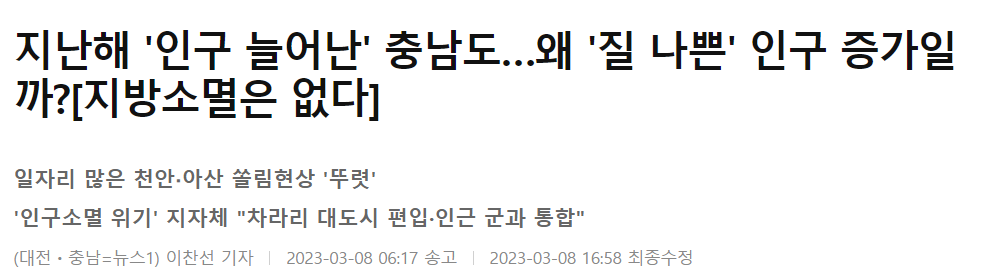 지난해 '인구 늘어난' 충남도…왜 '질 나쁜' 인구 증가일
까?[지방소멸은 없다]
일자리 많은 천안·아산 쏠림현상 '뚜렷'
'인구소멸 위기' 지자체 "차라리 대도시 편입·인근 군과 통합"
(대전ㆍ충남=뉴스1) 이찬선 기자 | 2023-03-08 06:17 송고 | 2023-03-08 16:58 최종수정